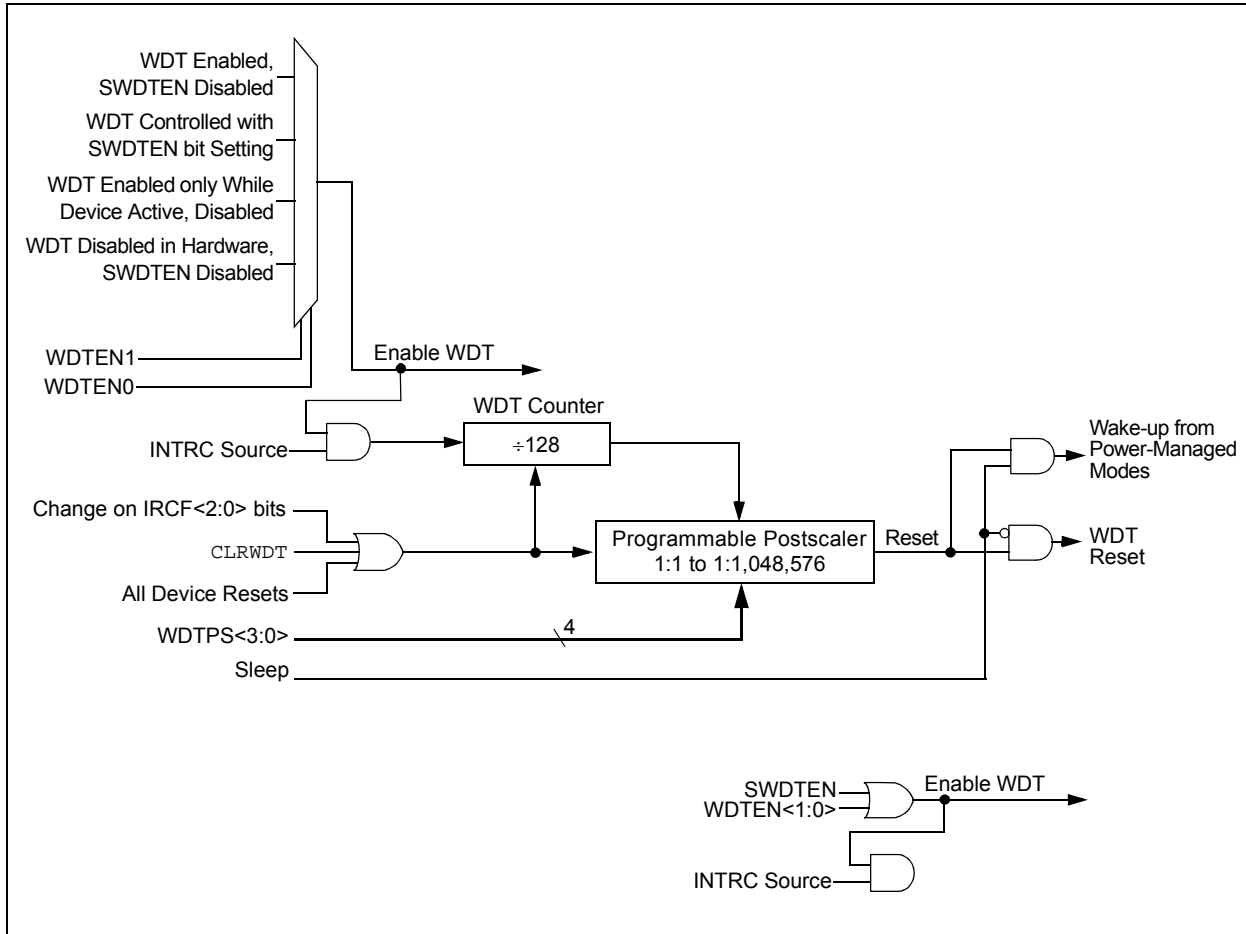 WDT Enabled,
SWDTEN Disabled
WDT Controlled with
SWDTEN bit Setting
WDT Enabled only While
Device Active, Disabled
WDT Disabled in Hardware,
SWDTEN Disabled
WDTEN1
WDTEN0
Enable WDT
WDT Counter
÷128
INTRC Source
Wake-up from
Power-Managed
Modes
Change on IRCF<2:0> bits
CLRWDT
All Device Resets
Programmable Postscaler
1:1 to 1:1,048,576
Reset
WDT
Reset
WDTPS<3:0>
4
Sleep
SWDTEN
WDTEN<1:0>
Enable WDT
INTRC Source